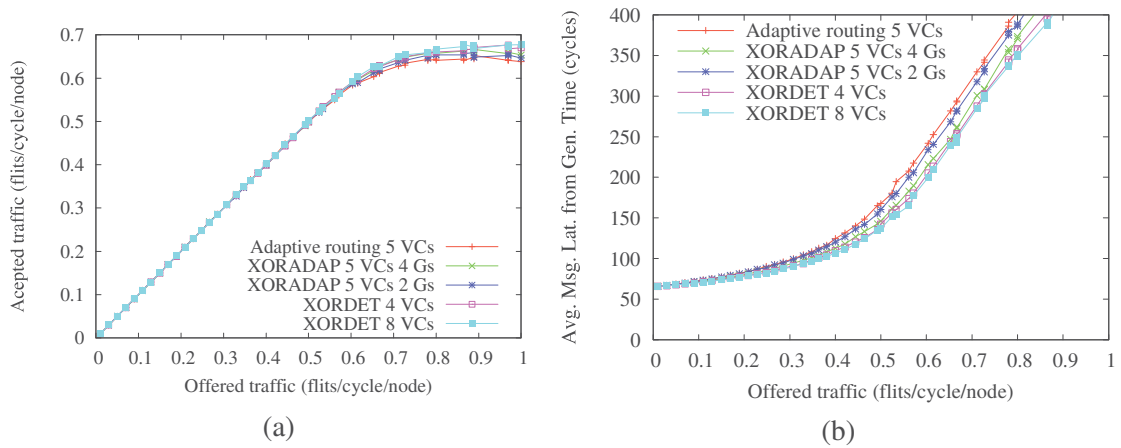 0.7
0.6
0.5
0.4
0.3
0.2
0.1
0
Acepted traffic (flits/cycle/node)
Adaptive routing 5 VCs
XORADAP 5 VCs 4 Gs
XORADAP 5 VCs 2 Gs
XORDET 4 VCs
XORDET 8 VCs
0 0.1 0.2 0.3 0.4 0.5 0.6 0.7 0.8 0.9 1
Offered traffic (flits/cycle/node)
(a)
400
350
300
250
200
150
100
50
0
Avg. Msg. Lat. from Gen. Time (cycles)
Adaptive routing 5 VCs
XORADAP 5 VCs 4 Gs
XORADAP 5 VCs 2 Gs
XORDET 4 VCs
XORDET 8 VCs
0 0.1 0.2 0.3 0.4 0.5 0.6 0.7 0.8 0.9 1
Offered traffic (flits/cycle/node)
(b)